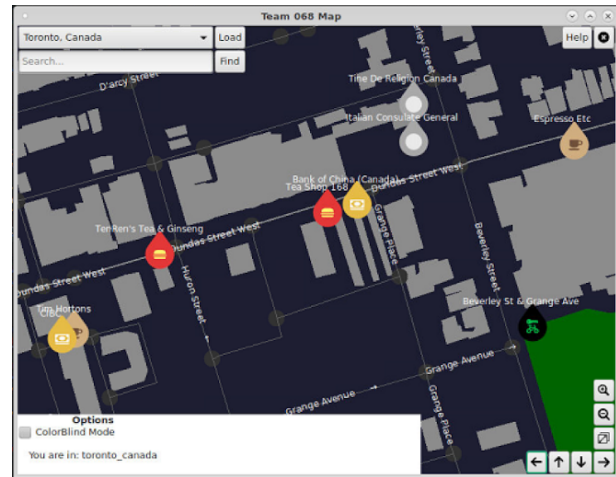 Team 068 Map
Toronto, Canada
Load
Help
Search...
Find
D'arcy Street
Beverley Street
Tine De Religion Canada
Italian Consulate General
Espresso Etc
Bank of China (Canada)
Tea Shop 168
Dundas Street West
TenRen's Tea & Ginseng
Dundas Street West
Grange Place
Beverley Street
Dundas Street West
Huron Street
Tim Hortons
CIBC
Beverley St & Grange Ave
Grange Avenue →
Grange Avenue →
Grange Place
Options
ColorBlind Mode
You are in: toronto_canada